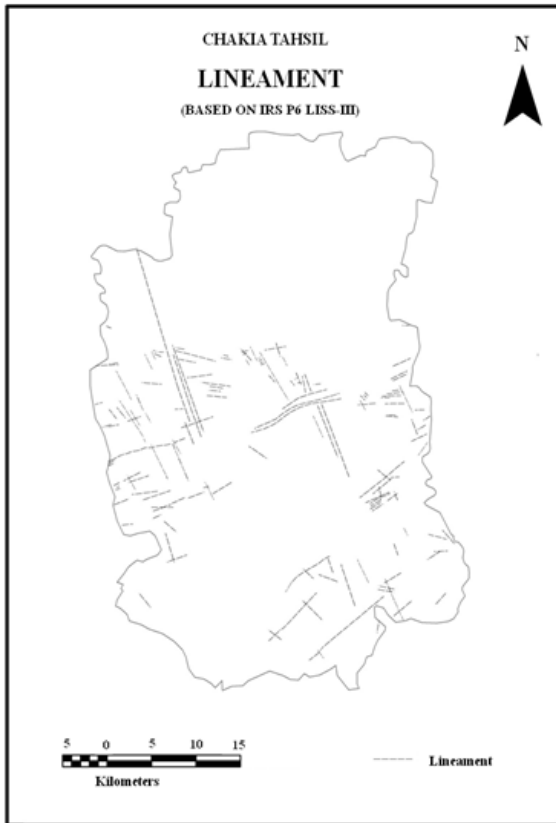 CHAKIA TAHSIL
N
LINEAMENT
(BASED ON IRS P6 LISS-III)
5 0 5 10 15
Kilometers
Lineament